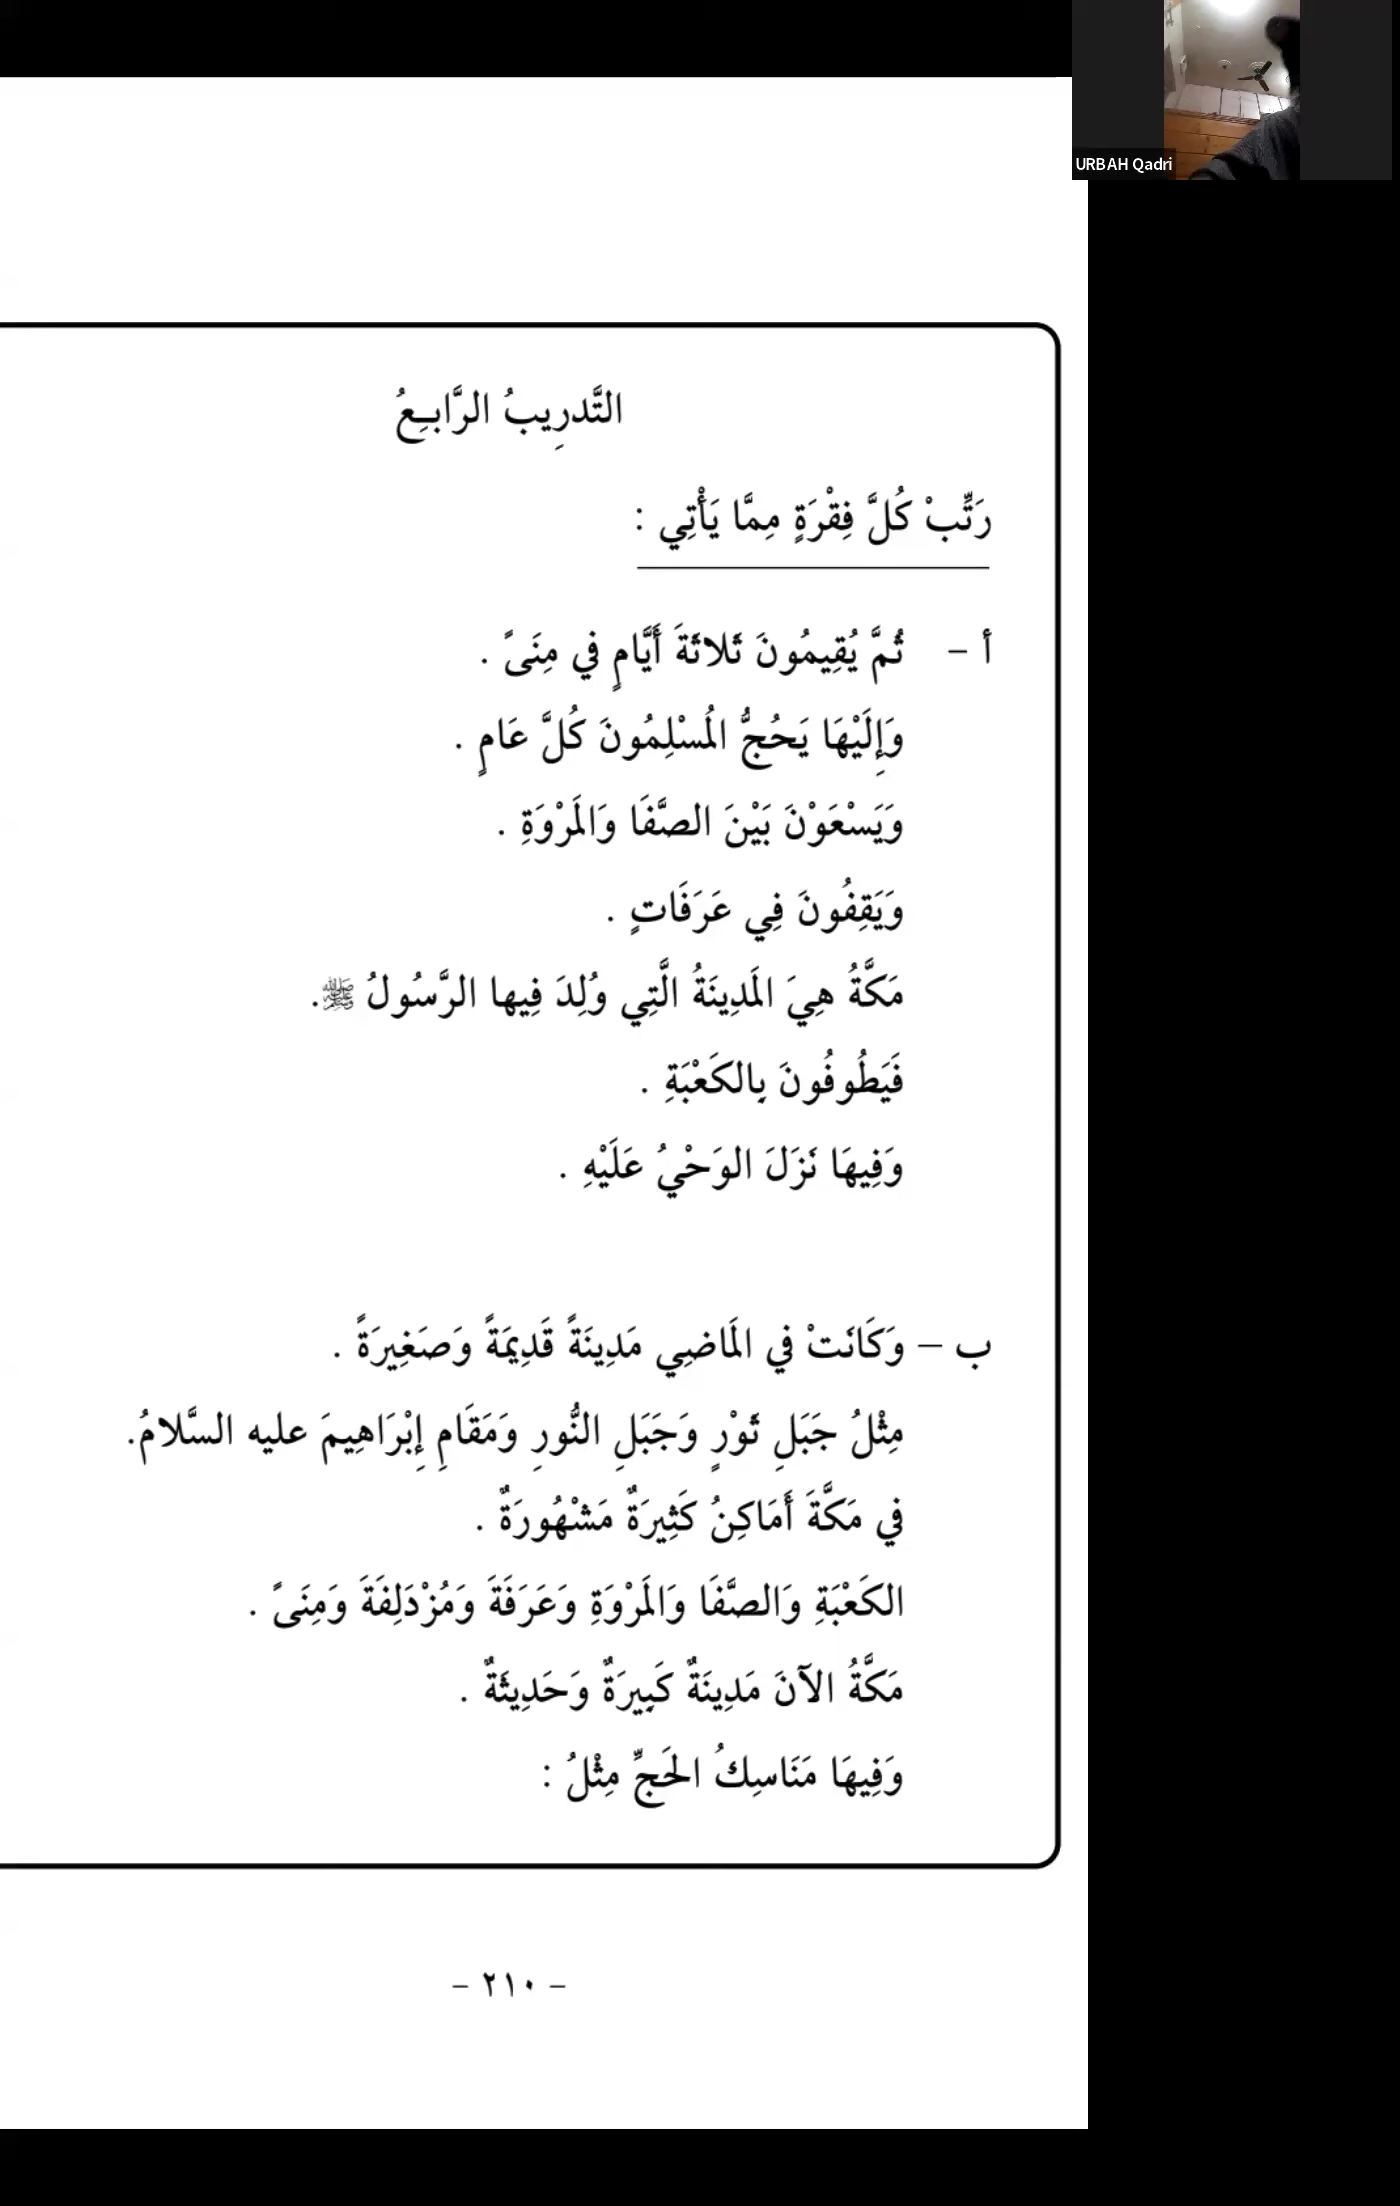 URBAH Qadri
التَّدرِيبُ الرَّابِعُ
رَتِّبْ كُلَّ فِقْرَةٍ مِمَّا يَأْتِي :
أ - ثُمَّ يُقِيمُونَ ثَلاثَةَ أَيَّامٍ في مِنَىً .
وَإِلَيْهَا يَحُجُّ الْمُسْلِمُونَ كُلَّ عَامٍ .
وَيَسْعَوْنَ بَيْنَ الصَّفَا وَالمَرْوَةِ .
وَيَقِفُونَ فِي عَرَفَاتٍ .
مَكَّةُ هِيَ المَدِينَةُ الَّتِي وُلِدَ فِيها الرَّسُولُ ﷺ.
فَيَطُوفُونَ بِالكَعْبَةِ .
وَفِيهَا نَزَلَ الوَحْيُ عَلَيْهِ .
ب – وَكَانَتْ في المَاضِي مَدِينَةً قَدِيمَةً وَصَغِيرَةً .
مِثْلُ جَبَلِ ثَوْرٍ وَجَبَلِ النُّورِ وَمَقَامِ إِبْرَاهِيمَ عليه السَّلامُ.
في مَكَّةَ أَمَاكِنُ كَثِيرَةٌ مَشْهُورَةٌ .
الكَعْبَةِ وَالصَّفَا وَالمَرْوَةِ وَعَرَفَةَ وَمُزْدَلِفَةَ وَمِنَىً .
مَكَّةُ الآنَ مَدِينَةٌ كَبِيرَةٌ وَحَدِيثَةٌ .
وَفِيهَا مَنَاسِكُ الحَجِّ مِثْلُ :
- ٢١٠ -